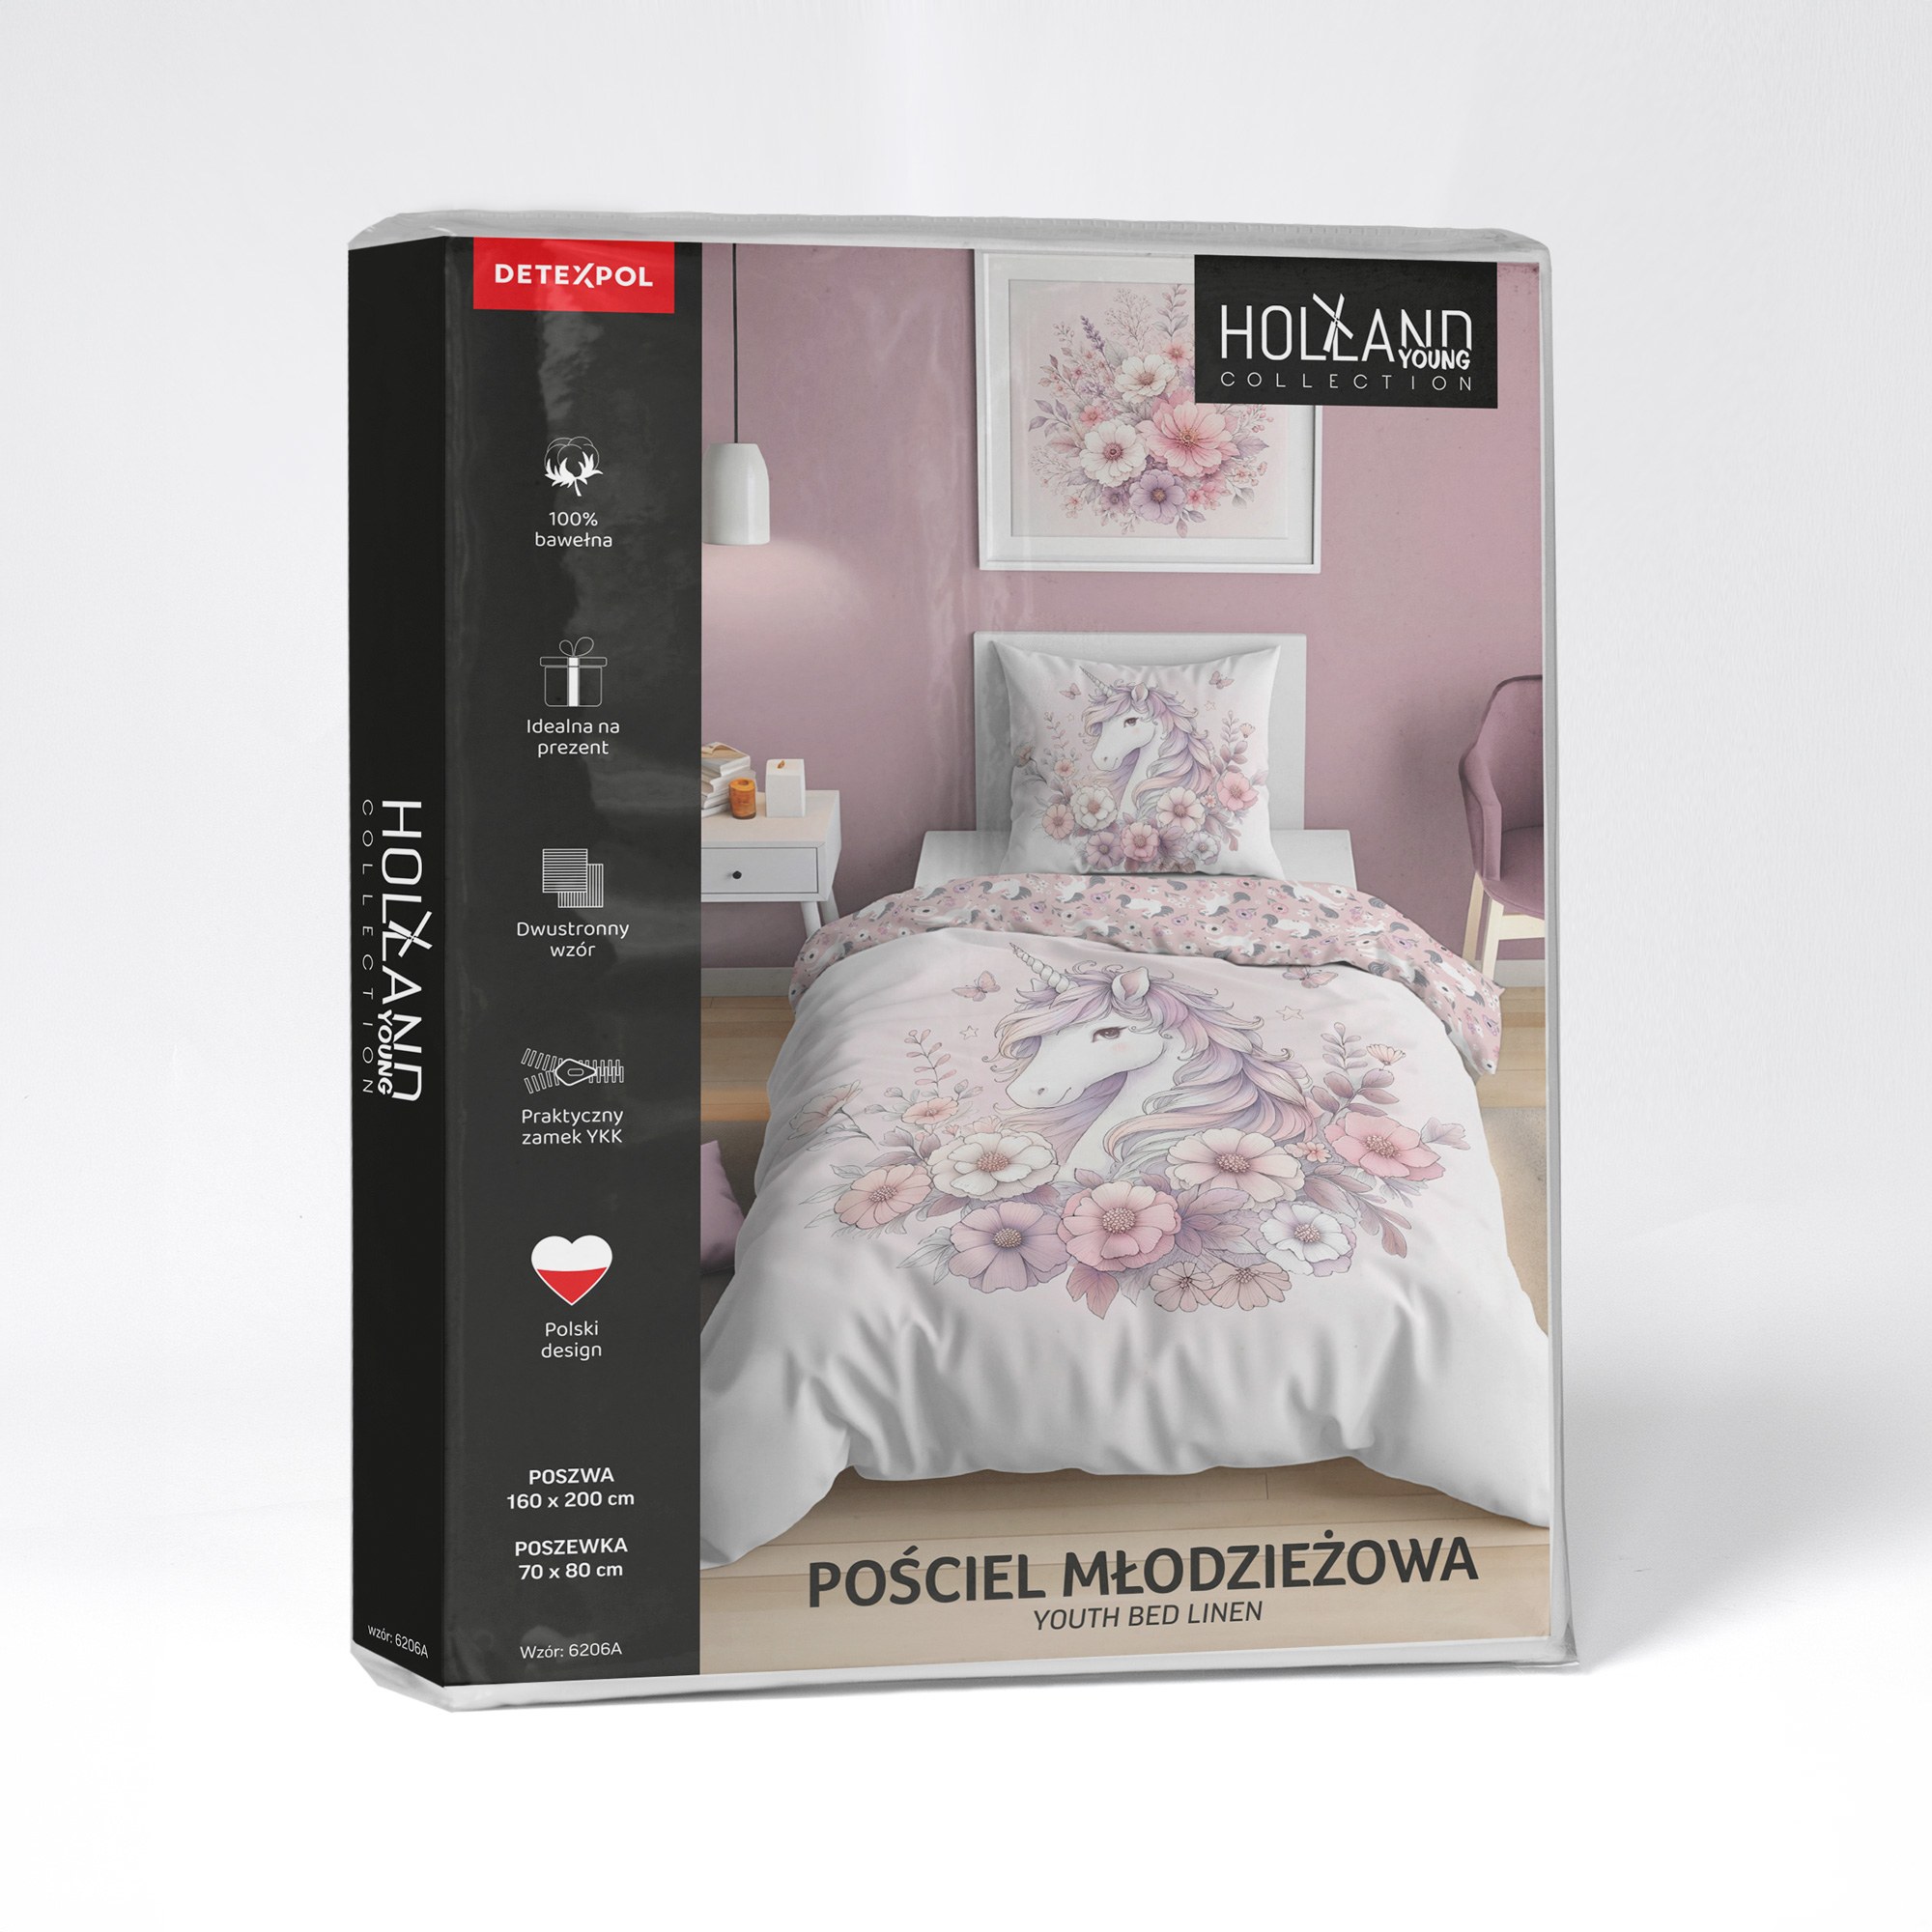 DETEXPOL
100%
bawełna
Idealna na
prezent
Dwustronny
wzór
Praktyczny
zamek YKK
Polski
design
POSZWA
160 x 200 cm
POSZEWKA
70 x 80 cm
Wzór: 6206A
HOLLAND
YOUNG
COLLECTION
POŚCIEL MŁODZIEŻOWA
YOUTH BED LINEN
HOLLAND
YOUNG
COLLECTION
wzór: 6206A